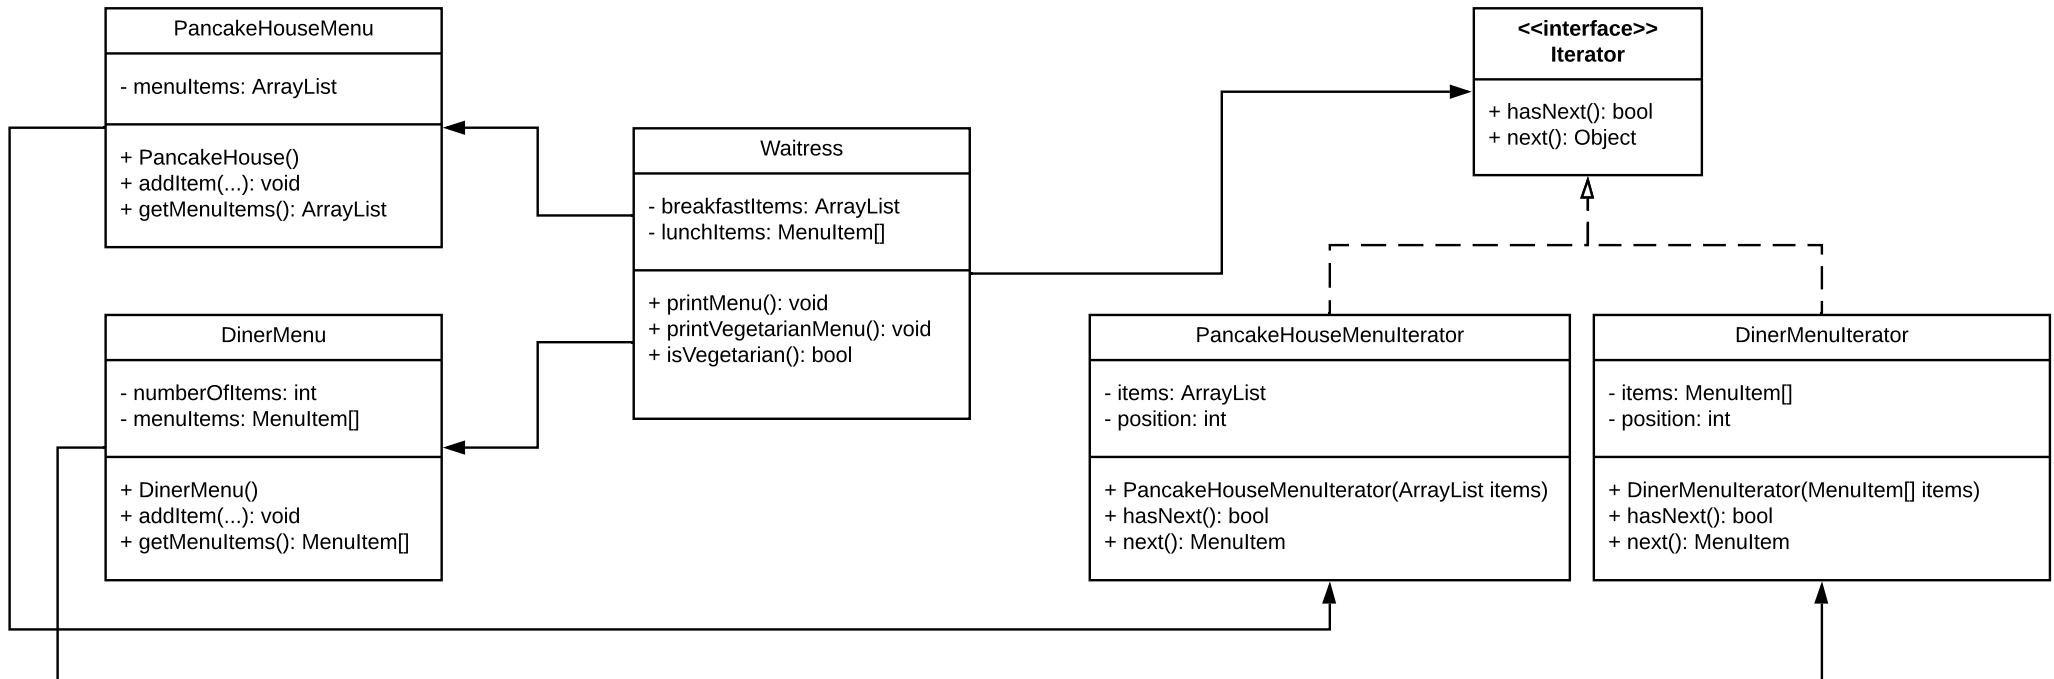 PancakeHouseMenu
- menuItems: ArrayList
+ PancakeHouse()
+ addItem(...): void
+ getMenuItems(): ArrayList
DinerMenu
- numberOfItems: int
- menuItems: MenuItem[]
+ DinerMenu()
+ addItem(...): void
+ getMenuItems(): MenuItem[]
Waitress
- breakfastItems: ArrayList
- lunchItems: MenuItem[]
+ printMenu(): void
+ printVegetarianMenu(): void
+ isVegetarian(): bool
<<interface>>
Iterator
+ hasNext(): bool
+ next(): Object
PancakeHouseMenuIterator
- items: ArrayList
- position: int
+ PancakeHouseMenuIterator(ArrayList items)
+ hasNext(): bool
+ next(): MenuItem
DinerMenuIterator
- items: MenuItem[]
- position: int
+ DinerMenuIterator(MenuItem[] items)
+ hasNext(): bool
+ next(): MenuItem